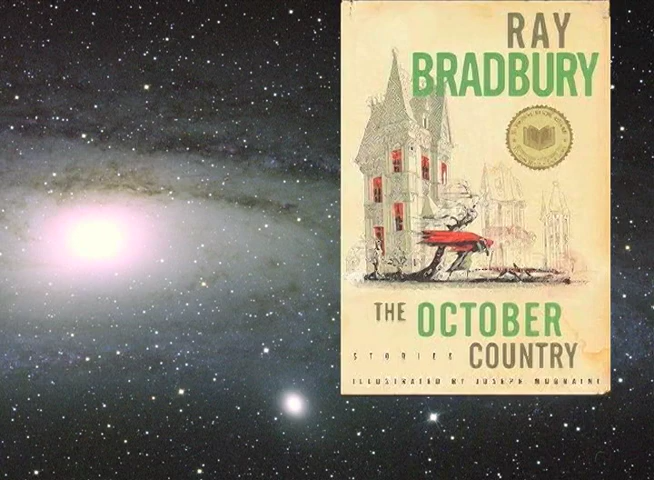 RAY
BRADBURY
THE OCTOBER
STORIES COUNTRY
ILLUSTRATED BY JOSEPH MUGNAINI